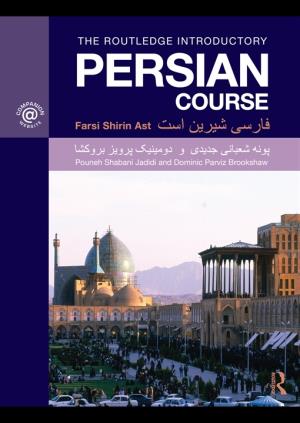 THE ROUTLEDGE INTRODUCTORY
PERSIAN
COURSE
Farsi Shirin Ast فارسی شیرین است
پونه شعبانی جدیدی و دومینیک پرویز بروکشا
Pouneh Shabani Jadidi and Dominic Parviz Brookshaw
COMPANION
@
WEBSITE
R